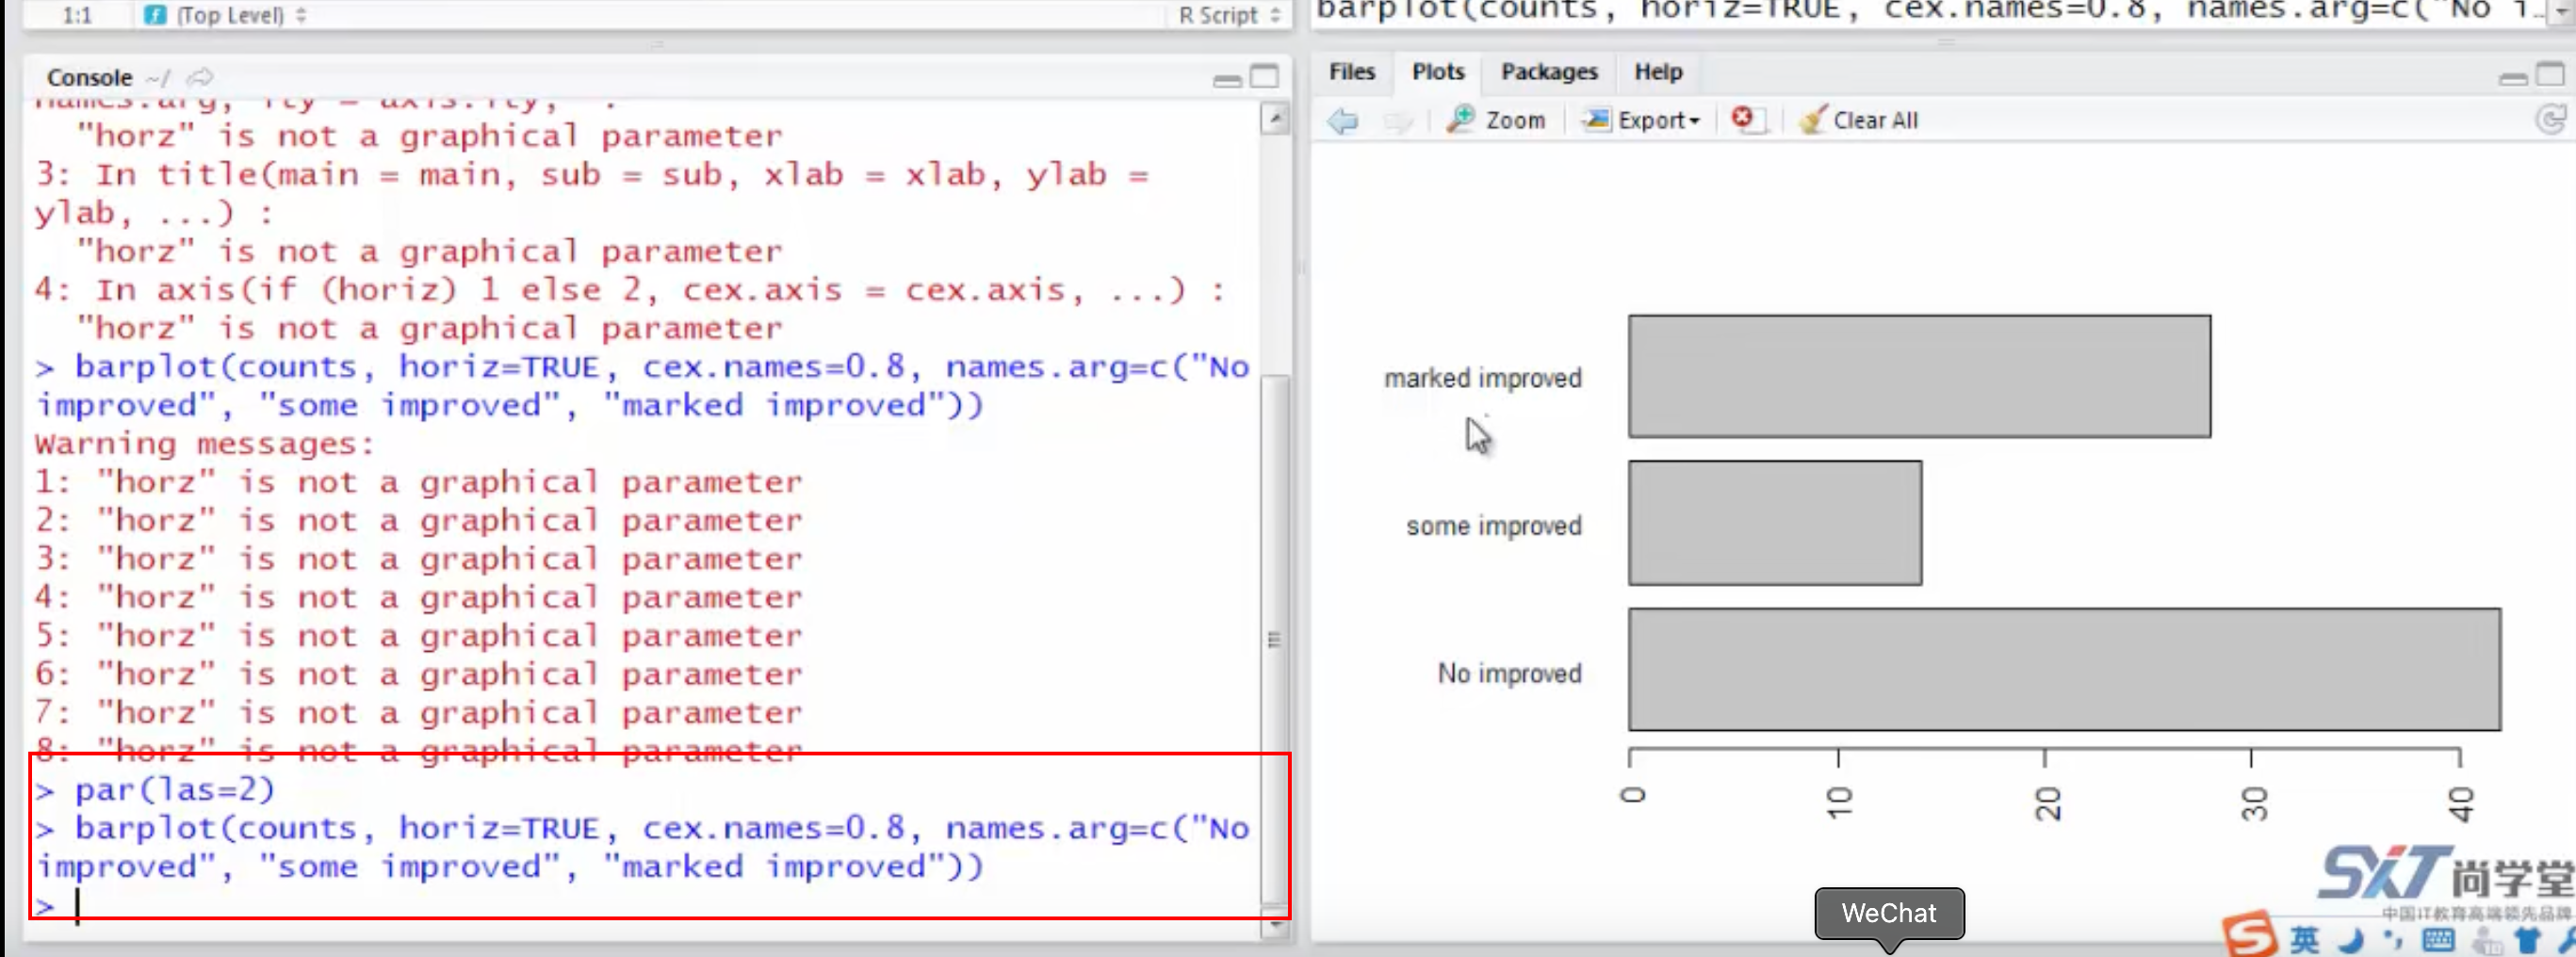 1:1 (Top Level) R Script
barplot(counts, horiz=TRUE, cex.names=0.8, names.arg=c("No i…
Console ~/
names.arg, lty = axis.lty, .
"horz" is not a graphical parameter
3: In title(main = main, sub = sub, xlab = xlab, ylab =
ylab, ...) :
"horz" is not a graphical parameter
4: In axis(if (horiz) 1 else 2, cex.axis = cex.axis, ...) :
"horz" is not a graphical parameter
> barplot(counts, horiz=TRUE, cex.names=0.8, names.arg=c("No
improved", "some improved", "marked improved"))
Warning messages:
1: "horz" is not a graphical parameter
2: "horz" is not a graphical parameter
3: "horz" is not a graphical parameter
4: "horz" is not a graphical parameter
5: "horz" is not a graphical parameter
6: "horz" is not a graphical parameter
7: "horz" is not a graphical parameter
8: "horz" is not a graphical parameter
> par(las=2)
> barplot(counts, horiz=TRUE, cex.names=0.8, names.arg=c("No
improved", "some improved", "marked improved"))
>
Files Plots Packages Help
Zoom Export Clear All
marked improved
some improved
No improved
0 10 20 30 40
SXT 尚学堂
中国IT教育高端领先品牌
WeChat
英